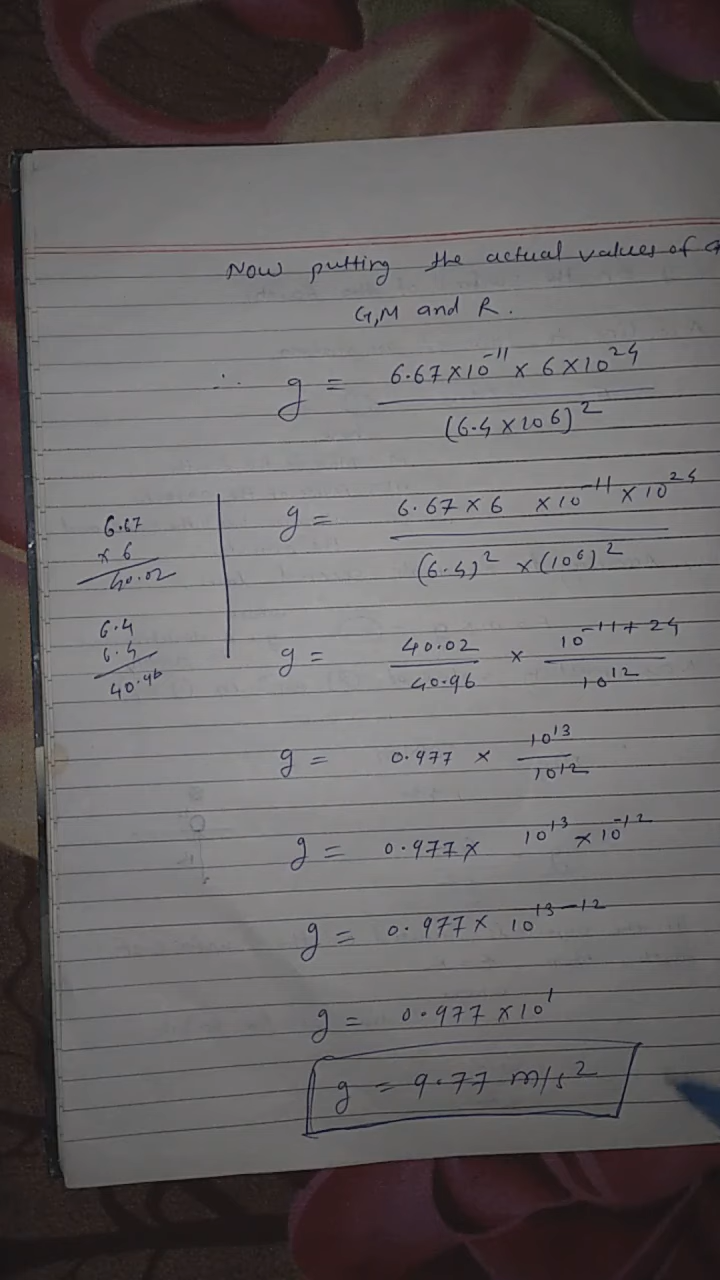 Now putting the actual values of
G,M and R.
∴ g = 6.67×10⁻¹¹ × 6×10²⁴ / (6.4×10⁶)²
g = 6.67×6 ×10⁻¹¹ ×10²⁴ / (6.4)² ×(10⁶)²
6.67
× 6
40.02
6.4
6.4
40.96
g = 40.02 / 40.96 × 10⁻¹¹⁺²⁴ / 10¹²
g = 0.977 × 10¹³ / 10¹²
g = 0.977 × 10¹³ × 10⁻¹²
g = 0.977 × 10¹³⁻¹²
g = 0.977 × 10¹
g = 9.77 m/s²